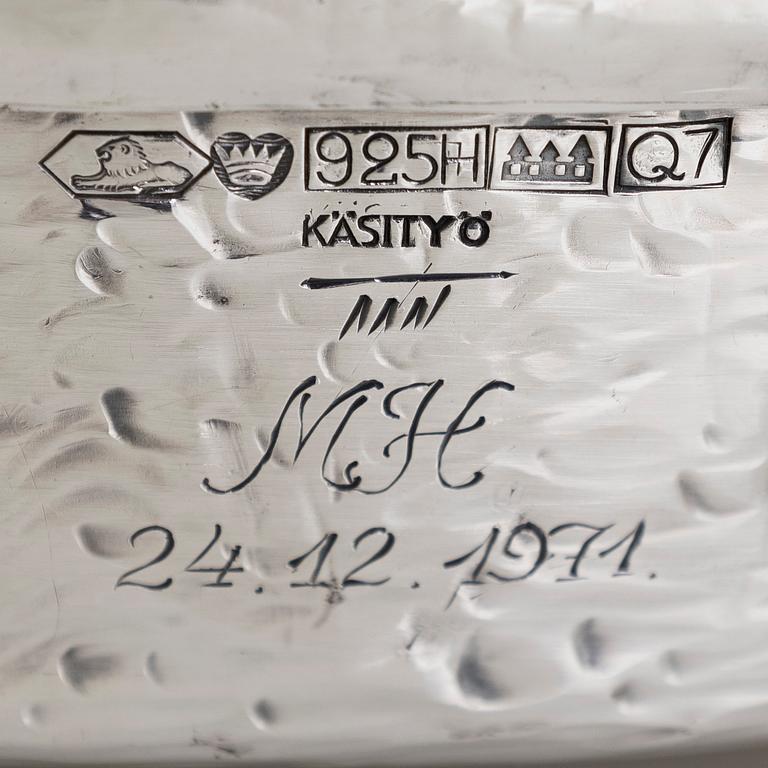 925H Q7
KÄSITYÖ
MH
24.12.1971.